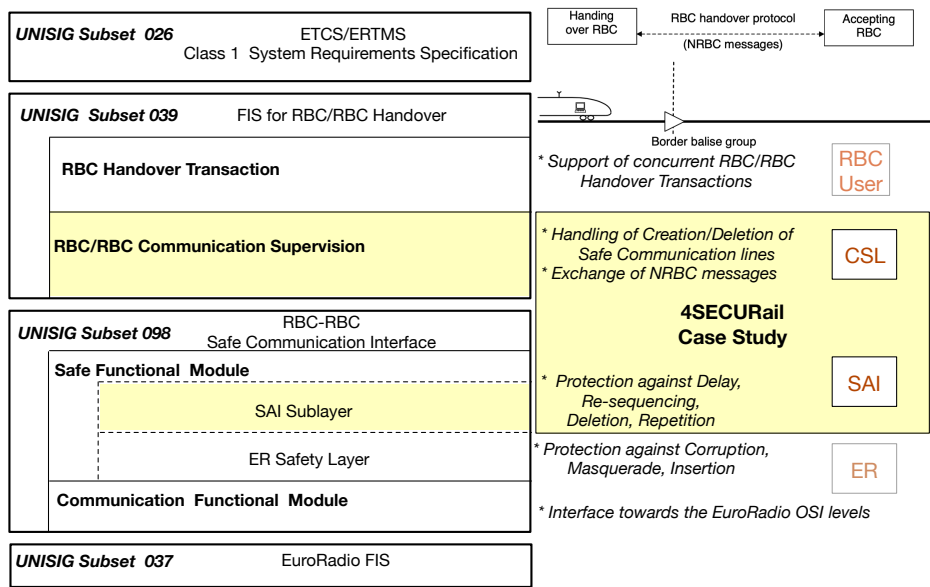 UNISIG Subset 026
ETCS/ERTMS
Class 1 System Requirements Specification
Handing
over RBC
RBC handover protocol
(NRBC messages)
Accepting
RBC
Border balise group
UNISIG Subset 039
FIS for RBC/RBC Handover
RBC Handover Transaction
* Support of concurrent RBC/RBC
Handover Transactions
RBC
User
RBC/RBC Communication Supervision
* Handling of Creation/Deletion of
Safe Communication lines
* Exchange of NRBC messages
CSL
4SECURail
Case Study
UNISIG Subset 098
RBC-RBC
Safe Communication Interface
Safe Functional Module
SAI Sublayer
* Protection against Delay,
Re-sequencing,
Deletion, Repetition
SAI
ER Safety Layer
* Protection against Corruption,
Masquerade, Insertion
ER
Communication Functional Module
* Interface towards the EuroRadio OSI levels
UNISIG Subset 037
EuroRadio FIS